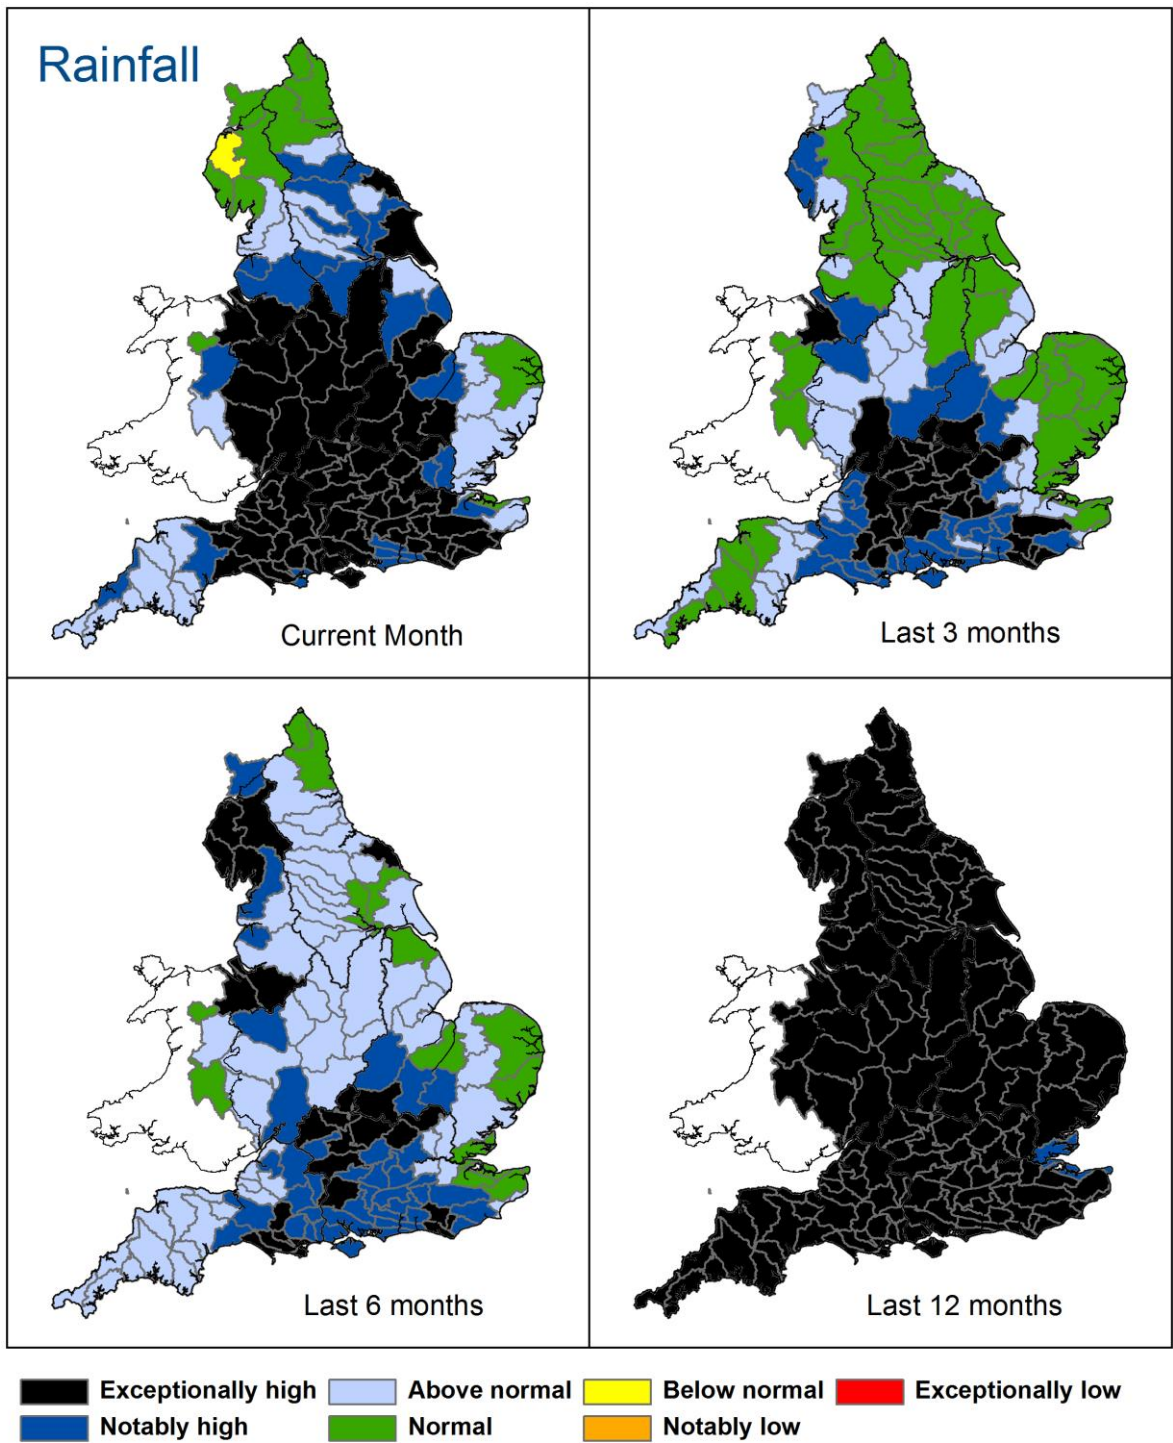 Rainfall
Current Month
Last 3 months
Last 6 months
Last 12 months
Exceptionally high
Above normal
Below normal
Exceptionally low
Notably high
Normal
Notably low